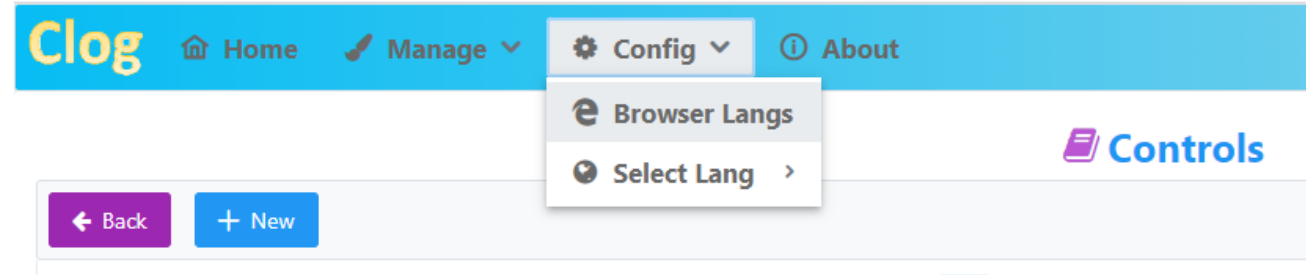 Clog Home Manage Config About
Browser Langs
Controls
Select Lang
Back New